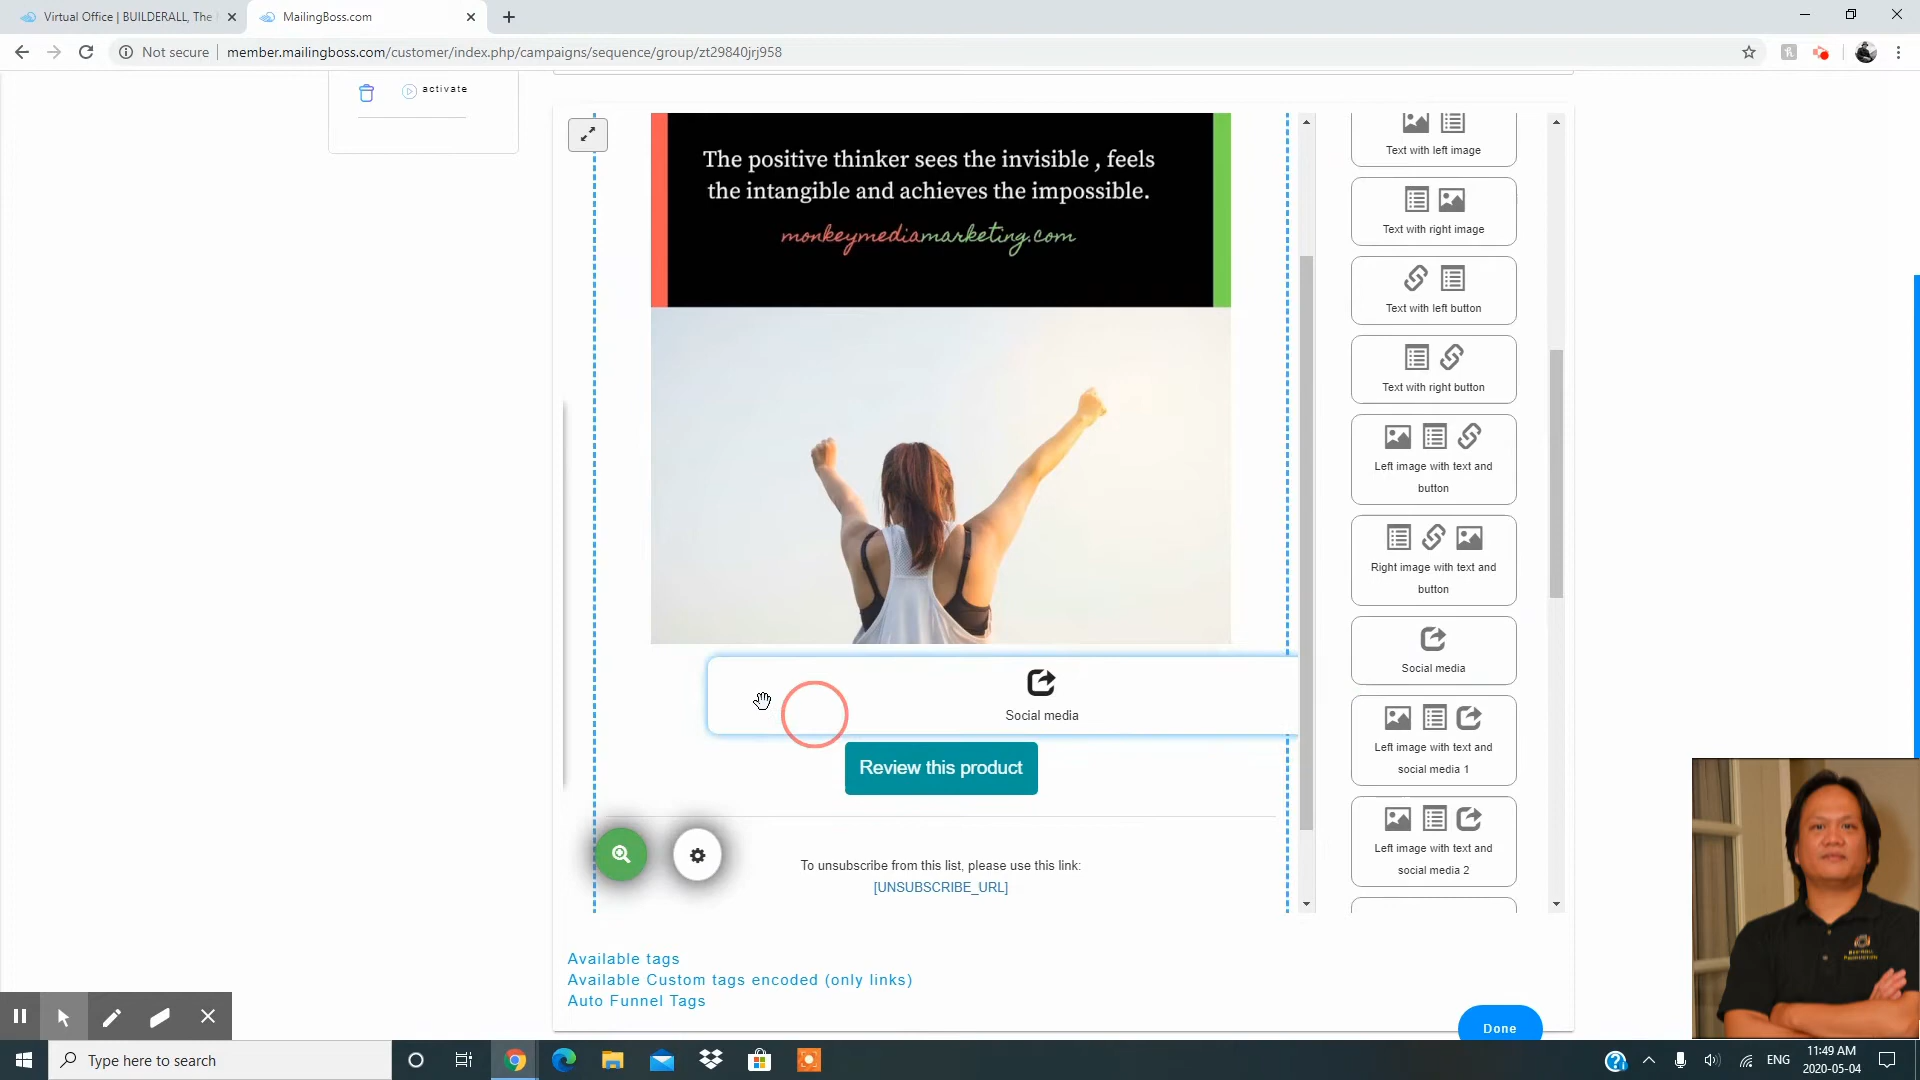 Virtual Office | BUILDERALL, The
MailingBoss.com
Not secure
member.mailingboss.com/customer/index.php/campaigns/sequence/group/zt29840jrj958
activate
The positive thinker sees the invisible , feels
the intangible and achieves the impossible.
monkeymediamarketing.com
Social media
Review this product
To unsubscribe from this list, please use this link:
[UNSUBSCRIBE_URL]
Text with left image
Text with right image
Text with left button
Text with right button
Left image with text and
button
Right image with text and
button
Social media
Left image with text and
social media 1
Left image with text and
social media 2
Available tags
Available Custom tags encoded (only links)
Auto Funnel Tags
Done
Type here to search
ENG
11:49 AM
2020-05-04